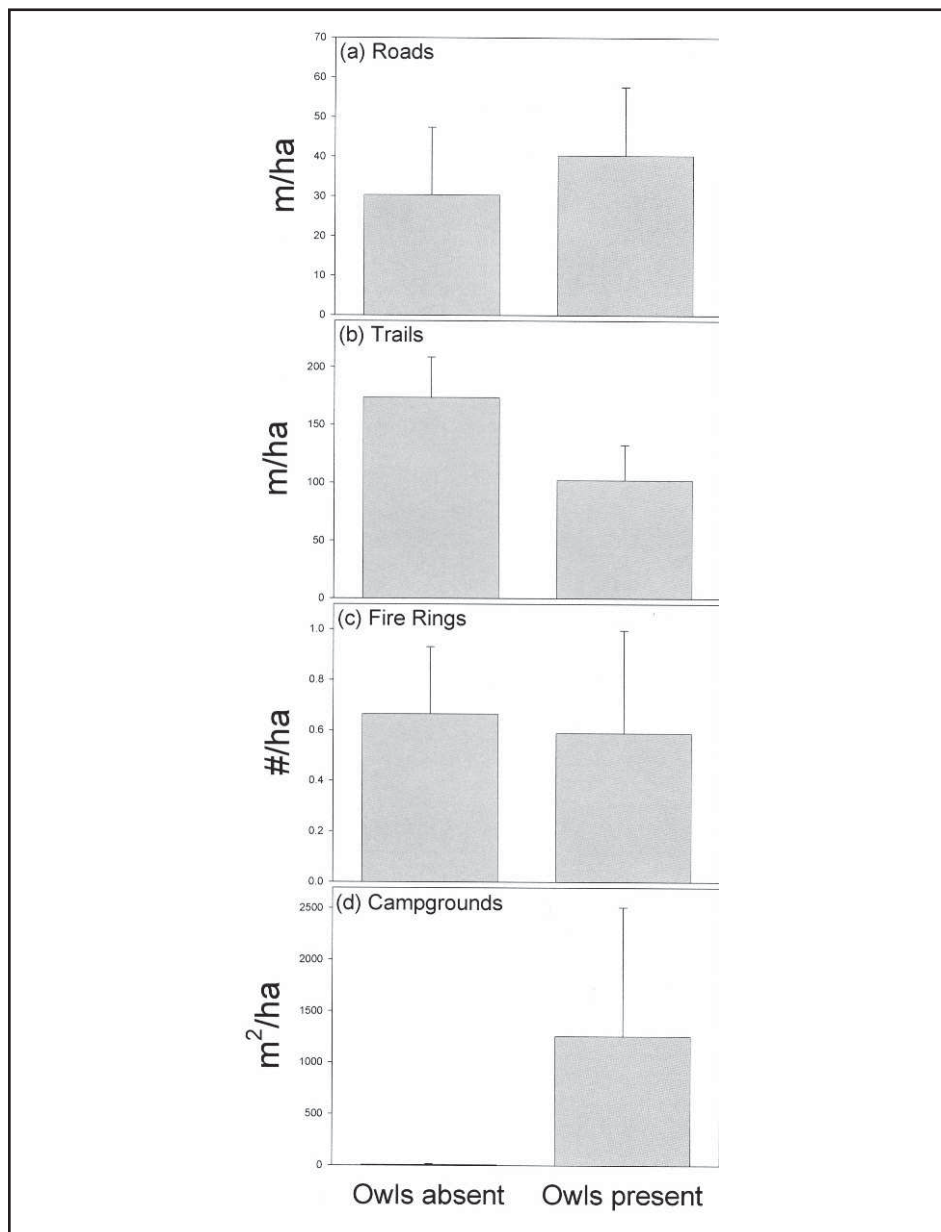 (a) Roads
70
60
50
40
30
20
10
0
m/ha
(b) Trails
200
150
100
50
0
m/ha
(c) Fire Rings
1.0
0.8
0.6
0.4
0.2
0.0
#/ha
(d) Campgrounds
2500
2000
1500
1000
500
0
m²/ha
Owls absent Owls present